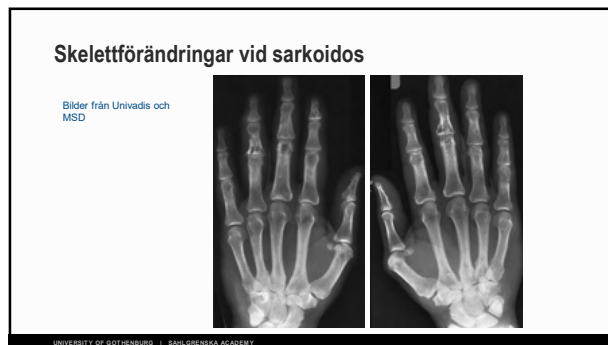 Skelettförändringar vid sarkoidos
Bilder från Univadis och
MSD
UNIVERSITY OF GOTHENBURG | SAHLGRENSKA ACADEMY